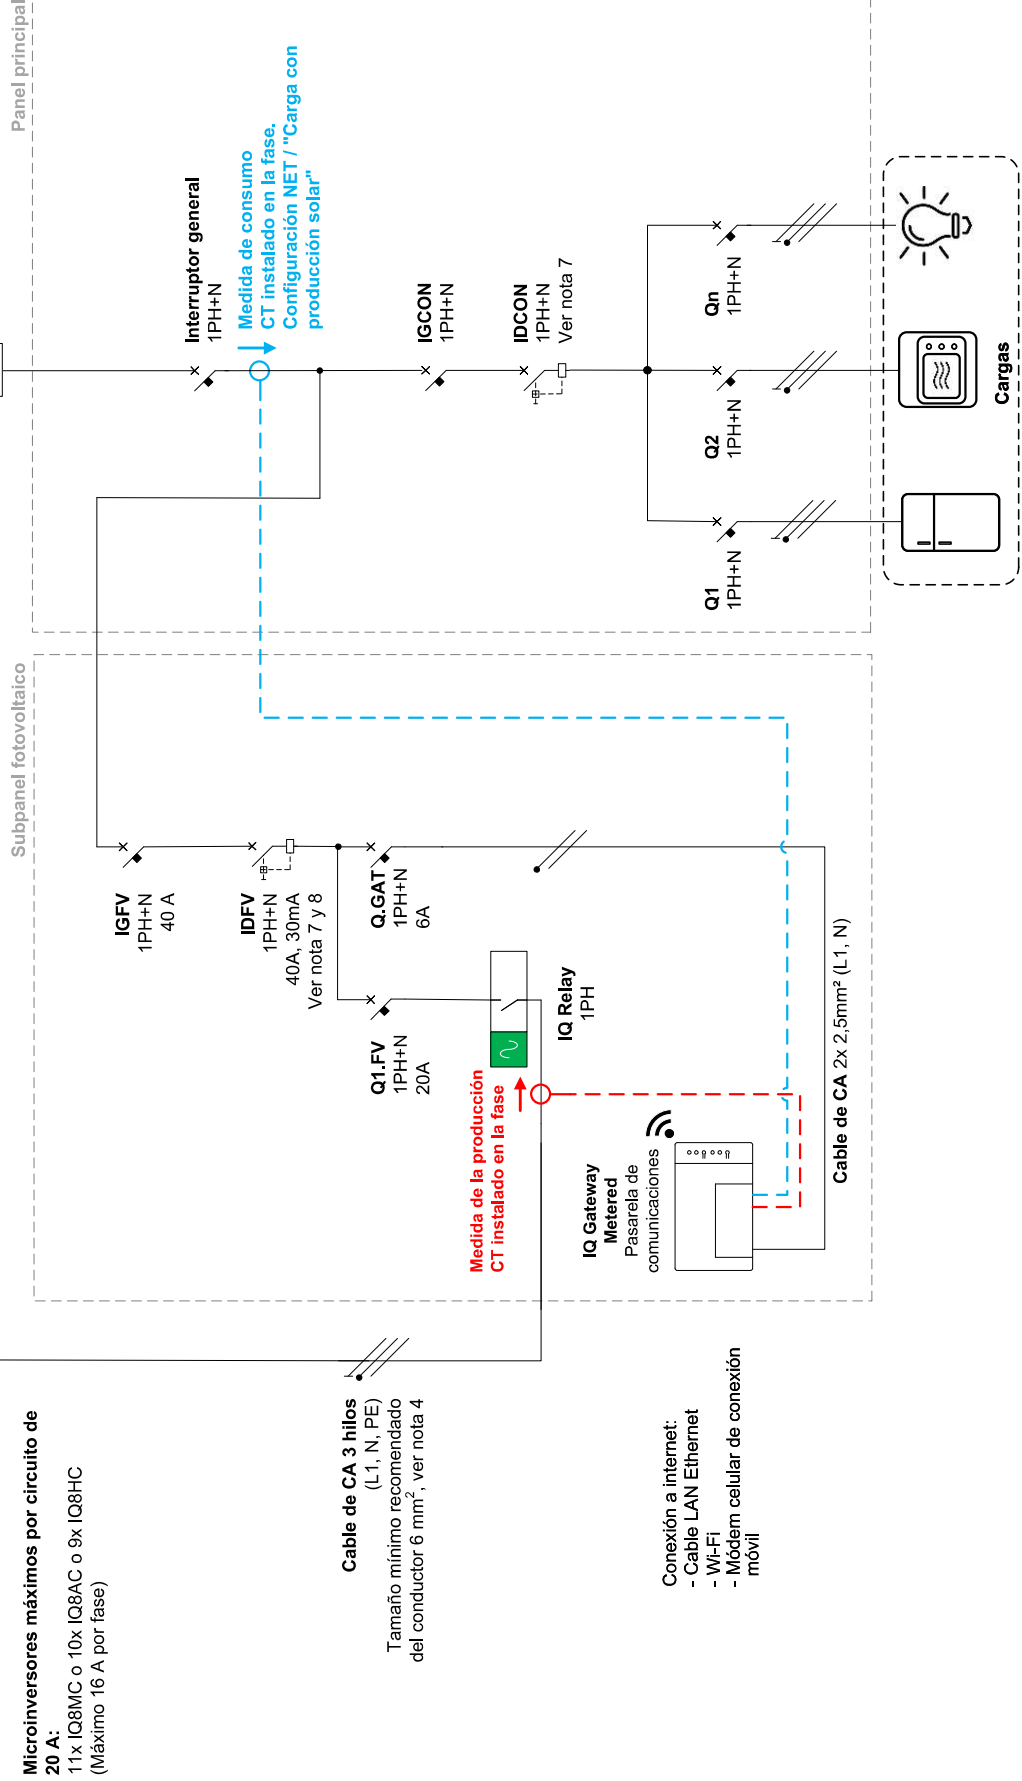 Panel principal
Interruptor general
1PH+N
Medida de consumo
CT instalado en la fase.
Configuración NET / "Carga con
producción solar"
IGCON
1PH+N
IDCON
1PH+N
Ver nota 7
Qn
1PH+N
Q2
1PH+N
Q1
1PH+N
Cargas
Subpanel fotovoltaico
IGFV
1PH+N
40 A
IDFV
1PH+N
40A, 30mA
Ver nota 7 y 8
Q.GAT
1PH+N
6A
Q1.FV
1PH+N
20A
IQ Relay
1PH
Medida de la producción
CT instalado en la fase
IQ Gateway
Metered
Pasarela de
comunicaciones
Cable de CA 2x 2,5mm² (L1, N)
Microinversores máximos por circuito de
20 A:
11x IQ8MC o 10x IQ8AC o 9x IQ8HC
(Máximo 16 A por fase)
Cable de CA 3 hilos
(L1, N, PE)
Tamaño mínimo recomendado
del conductor 6 mm², ver nota 4
Conexión a internet:
- Cable LAN Ethernet
- Wi-Fi
- Módem celular de conexión
móvil